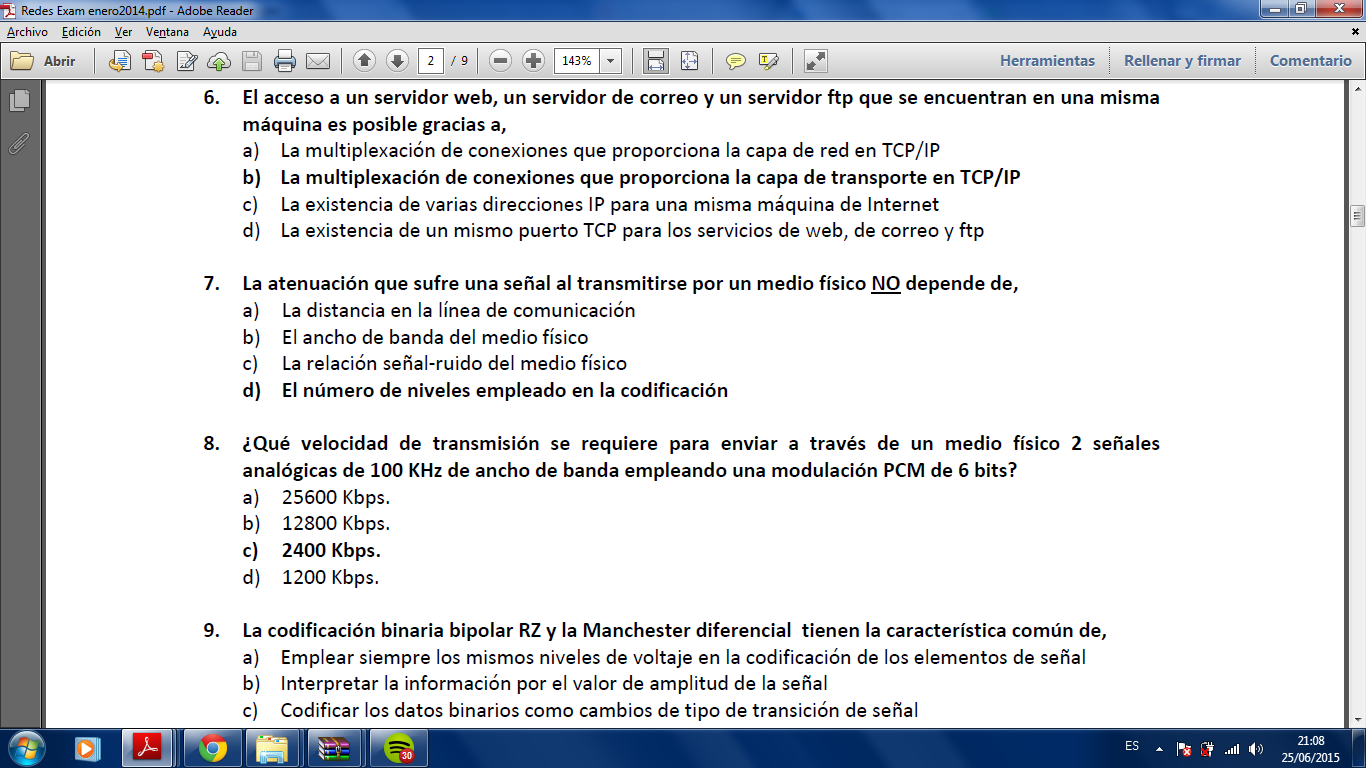 Redes Exam enero2014.pdf - Adobe Reader
Archivo Edición Ver Ventana Ayuda
Abrir 2 / 9 143% Herramientas Rellenar y firmar Comentario
6. El acceso a un servidor web, un servidor de correo y un servidor ftp que se encuentran en una misma
máquina es posible gracias a,
a) La multiplexación de conexiones que proporciona la capa de red en TCP/IP
b) La multiplexación de conexiones que proporciona la capa de transporte en TCP/IP
c) La existencia de varias direcciones IP para una misma máquina de Internet
d) La existencia de un mismo puerto TCP para los servicios de web, de correo y ftp
7. La atenuación que sufre una señal al transmitirse por un medio físico NO depende de,
a) La distancia en la línea de comunicación
b) El ancho de banda del medio físico
c) La relación señal-ruido del medio físico
d) El número de niveles empleado en la codificación
8. ¿Qué velocidad de transmisión se requiere para enviar a través de un medio físico 2 señales
analógicas de 100 KHz de ancho de banda empleando una modulación PCM de 6 bits?
a) 25600 Kbps.
b) 12800 Kbps.
c) 2400 Kbps.
d) 1200 Kbps.
9. La codificación binaria bipolar RZ y la Manchester diferencial tienen la característica común de,
a) Emplear siempre los mismos niveles de voltaje en la codificación de los elementos de señal
b) Interpretar la información por el valor de amplitud de la señal
c) Codificar los datos binarios como cambios de tipo de transición de señal
30
ES
21:08
25/06/2015